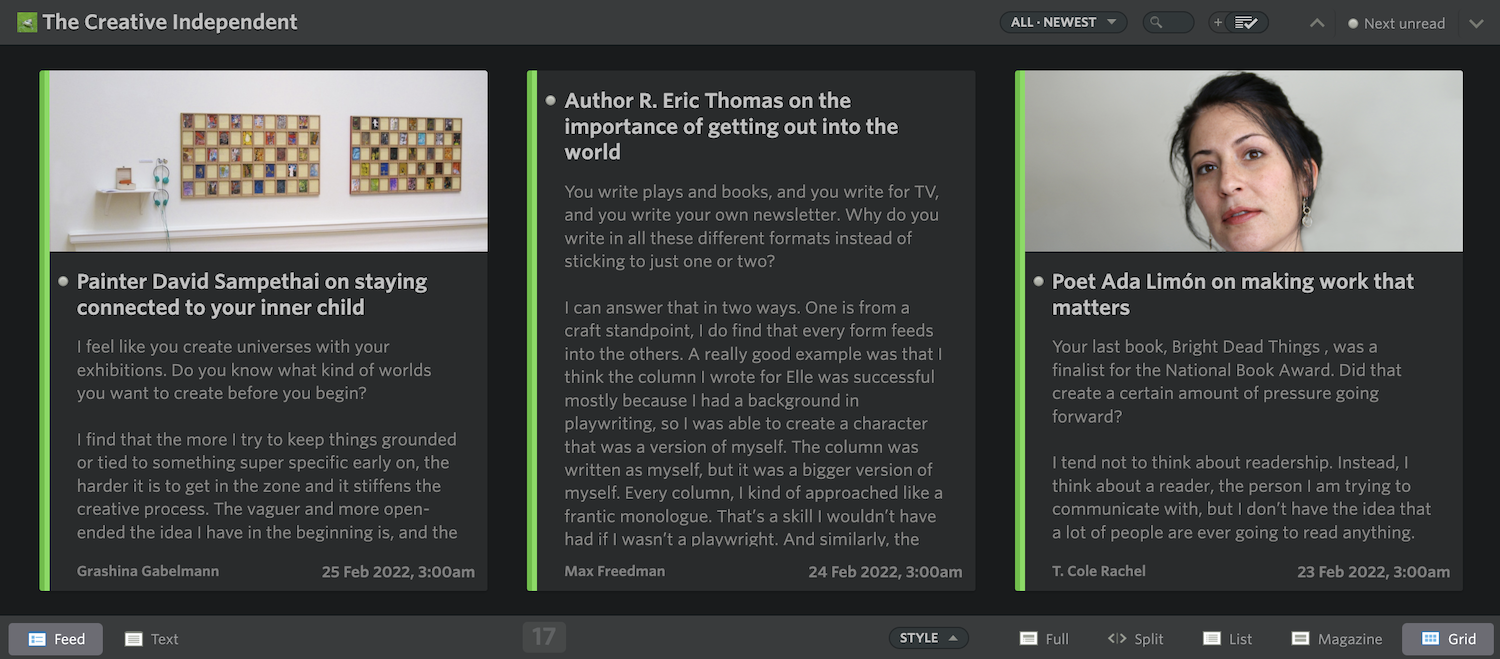 The Creative Independent
ALL · NEWEST
+
Next unread
Painter David Sampethai on staying
connected to your inner child
I feel like you create universes with your
exhibitions. Do you know what kind of worlds
you want to create before you begin?
I find that the more I try to keep things grounded
or tied to something super specific early on, the
harder it is to get in the zone and it stiffens the
creative process. The vaguer and more open-
ended the idea I have in the beginning is, and the
Grashina Gabelmann
25 Feb 2022, 3:00am
Author R. Eric Thomas on the
importance of getting out into the
world
You write plays and books, and you write for TV,
and you write your own newsletter. Why do you
write in all these different formats instead of
sticking to just one or two?
I can answer that in two ways. One is from a
craft standpoint, I do find that every form feeds
into the others. A really good example was that I
think the column I wrote for Elle was successful
mostly because I had a background in
playwriting, so I was able to create a character
that was a version of myself. The column was
written as myself, but it was a bigger version of
myself. Every column, I kind of approached like a
frantic monologue. That’s a skill I wouldn’t have
had if I wasn’t a playwright. And similarly, the
Max Freedman
24 Feb 2022, 3:00am
Poet Ada Limón on making work that
matters
Your last book, Bright Dead Things , was a
finalist for the National Book Award. Did that
create a certain amount of pressure going
forward?
I tend not to think about readership. Instead, I
think about a reader, the person I am trying to
communicate with, but I don’t have the idea that
a lot of people are ever going to read anything.
T. Cole Rachel
23 Feb 2022, 3:00am
Feed
Text
17
STYLE
Full
Split
List
Magazine
Grid